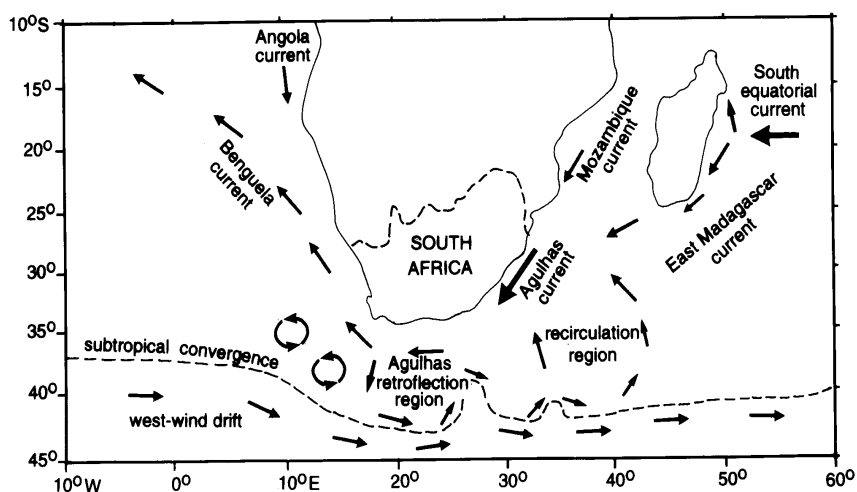 10°S
15°
20°
25°
30°
35°
40°
45°
10°W
0°
10°E
20°
30°
40°
50°
60°
Angola
current
South
equatorial
current
Mozambique
current
Benguela
current
East Madagascar
current
SOUTH
AFRICA
Agulhas
current
recirculation
region
subtropical convergence
Agulhas
retroflection
region
west-wind drift